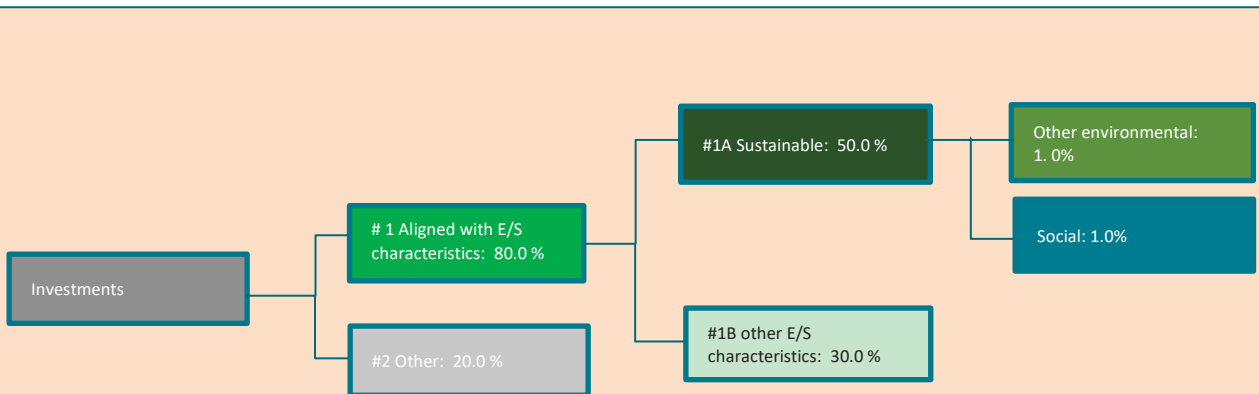 Investments
# 1 Aligned with E/S
characteristics: 80.0 %
#2 Other: 20.0 %
#1A Sustainable: 50.0 %
#1B other E/S
characteristics: 30.0 %
Other environmental:
1. 0%
Social: 1.0%